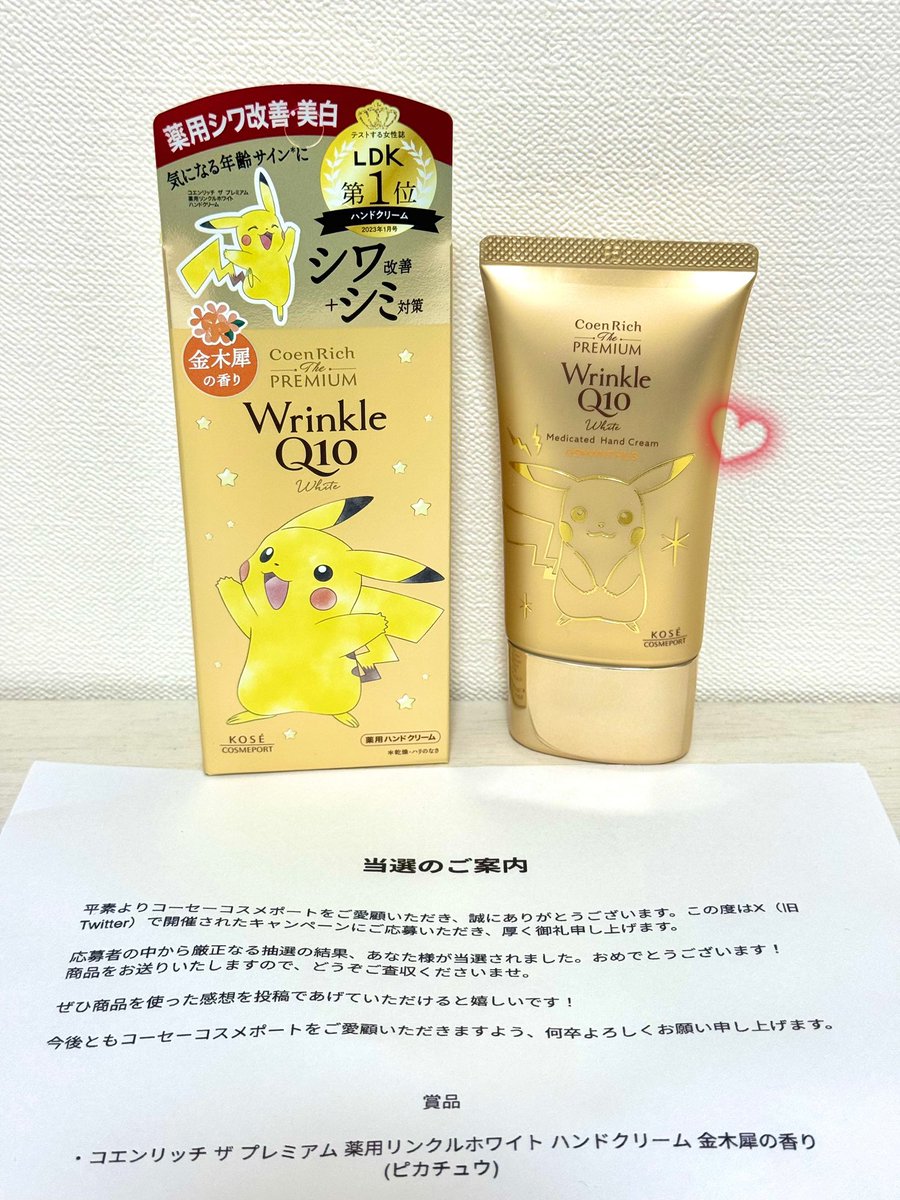 薬用シワ改善・美白
気になる年齢サイン*に
コエンリッチ ザ プレミアム
薬用リンクルホワイト
ハンドクリーム
テストする女性誌
LDK
第1位
ハンドクリーム
2023年1月号
シワ改善
+シミ対策
金木犀
の香り
CoenRich
The
PREMIUM
Wrinkle
Q10
White
KOSÉ
COSMEPORT
薬用ハンドクリーム
*乾燥・ハリのなさ
CoenRich
The
PREMIUM
Wrinkle
Q10
White
Medicated Hand Cream
KOSÉ
COSMEPORT
当選のご案内
平素よりコーセーコスメポートをご愛顧いただき、誠にありがとうございます。この度はX（旧
Twitter）で開催されたキャンペーンにご応募いただき、厚く御礼申し上げます。
応募者の中から厳正なる抽選の結果、あなた様が当選されました。おめでとうございます！
商品をお送りいたしますので、どうぞご査収くださいませ。
ぜひ商品を使った感想を投稿であげていただけると嬉しいです！
今後ともコーセーコスメポートをご愛顧いただきますよう、何卒よろしくお願い申し上げます。
賞品
・コエンリッチ ザ プレミアム 薬用リンクルホワイト ハンドクリーム 金木犀の香り
(ピカチュウ)